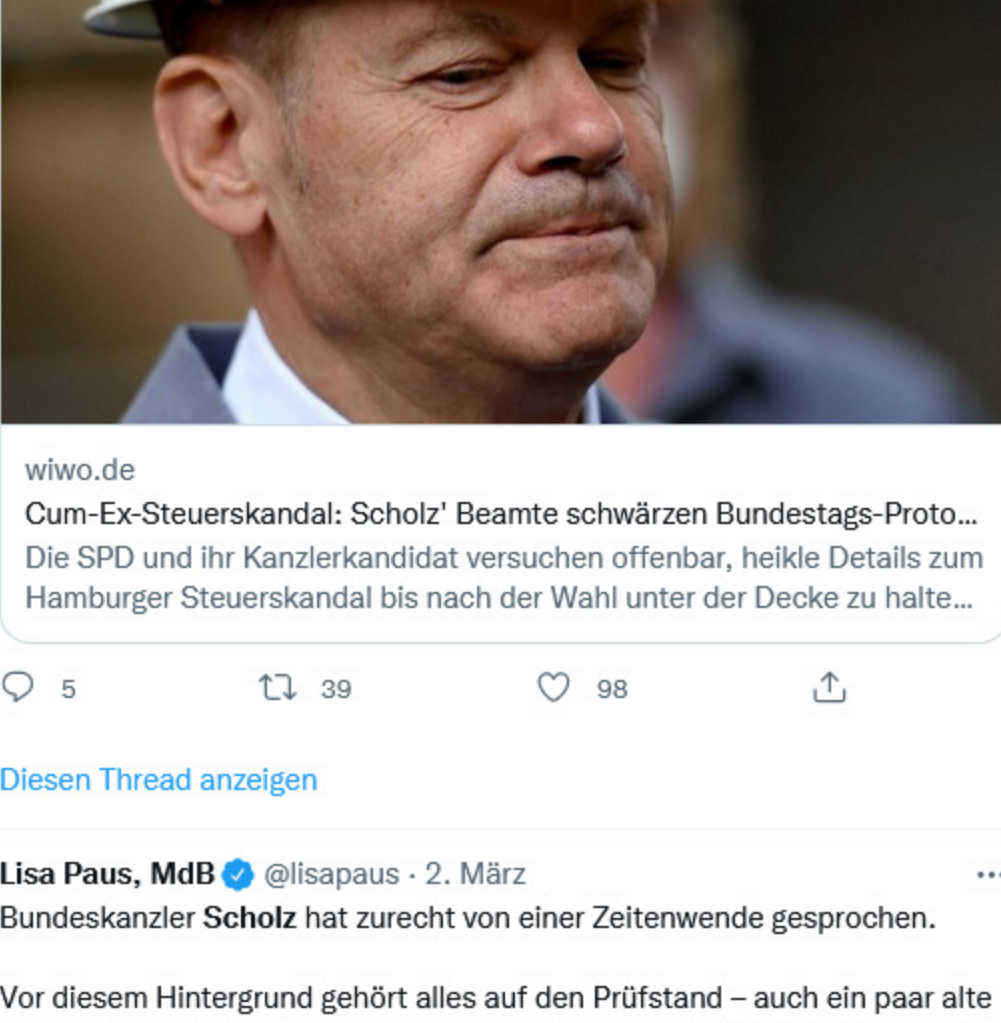 wiwo.de
Cum-Ex-Steuerskandal: Scholz' Beamte schwärzen Bundestags-Proto...
Die SPD und ihr Kanzlerkandidat versuchen offenbar, heikle Details zum
Hamburger Steuerskandal bis nach der Wahl unter der Decke zu halte...
5 39 98
Diesen Thread anzeigen
Lisa Paus, MdB @lisapaus · 2. März
Bundeskanzler Scholz hat zurecht von einer Zeitenwende gesprochen.
Vor diesem Hintergrund gehört alles auf den Prüfstand – auch ein paar alte